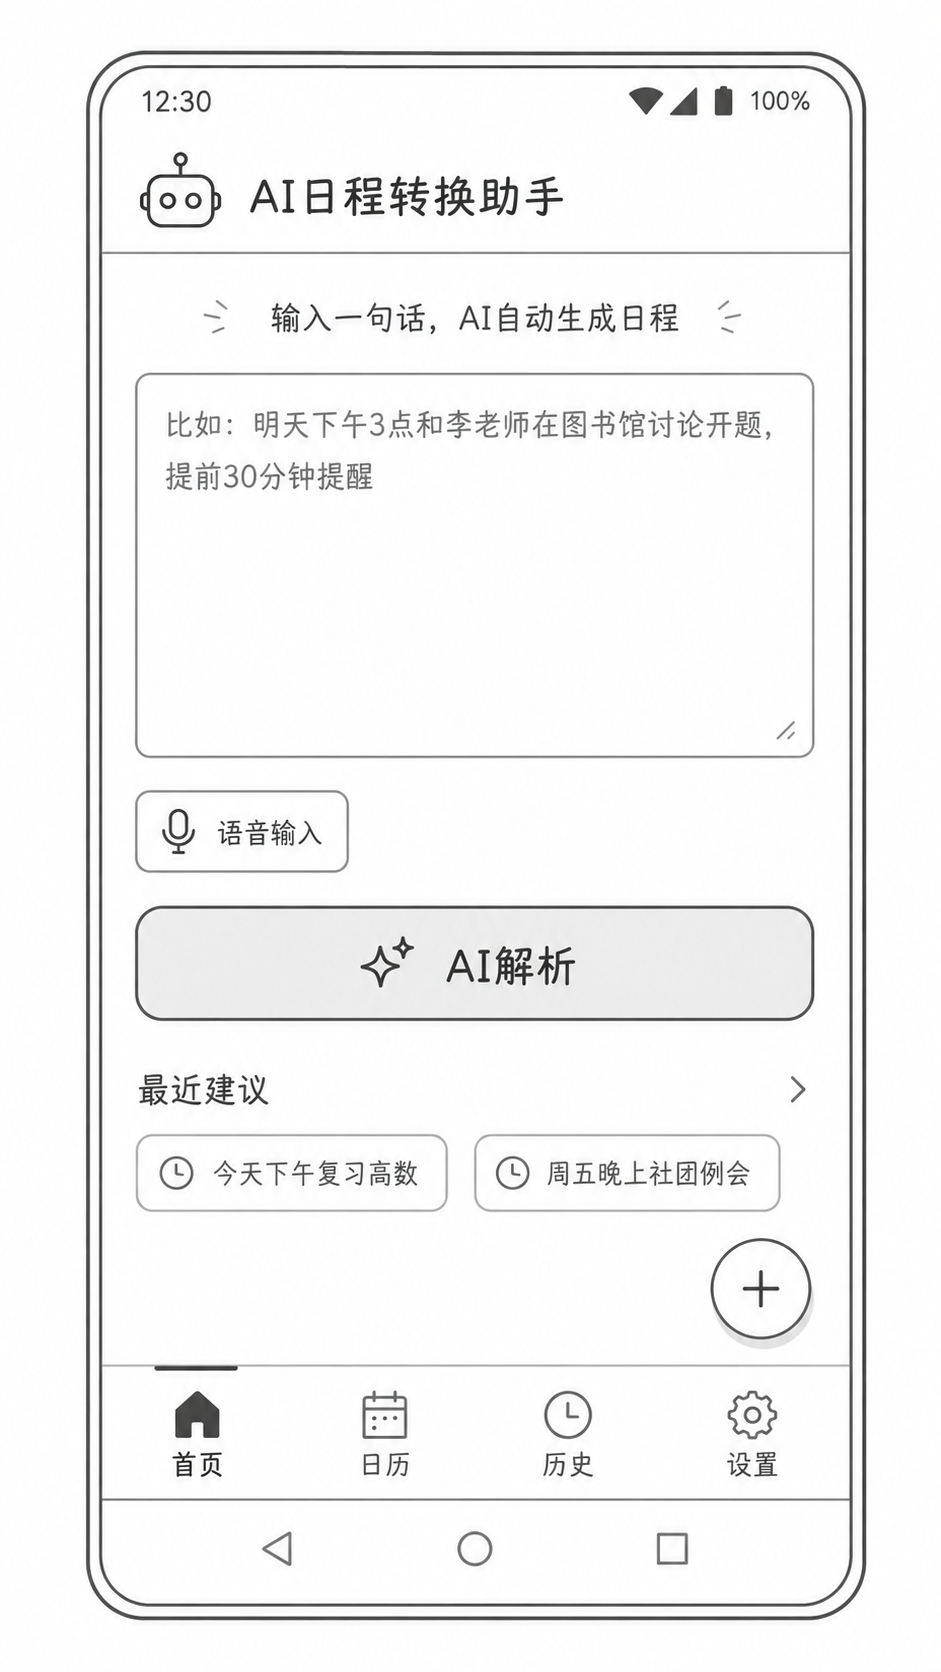 12:30
100%
AI日程转换助手
输入一句话，AI自动生成日程
比如：明天下午3点和李老师在图书馆讨论开题，
提前30分钟提醒
语音输入
AI解析
最近建议
今天下午复习高数
周五晚上社团例会
首页
日历
历史
设置